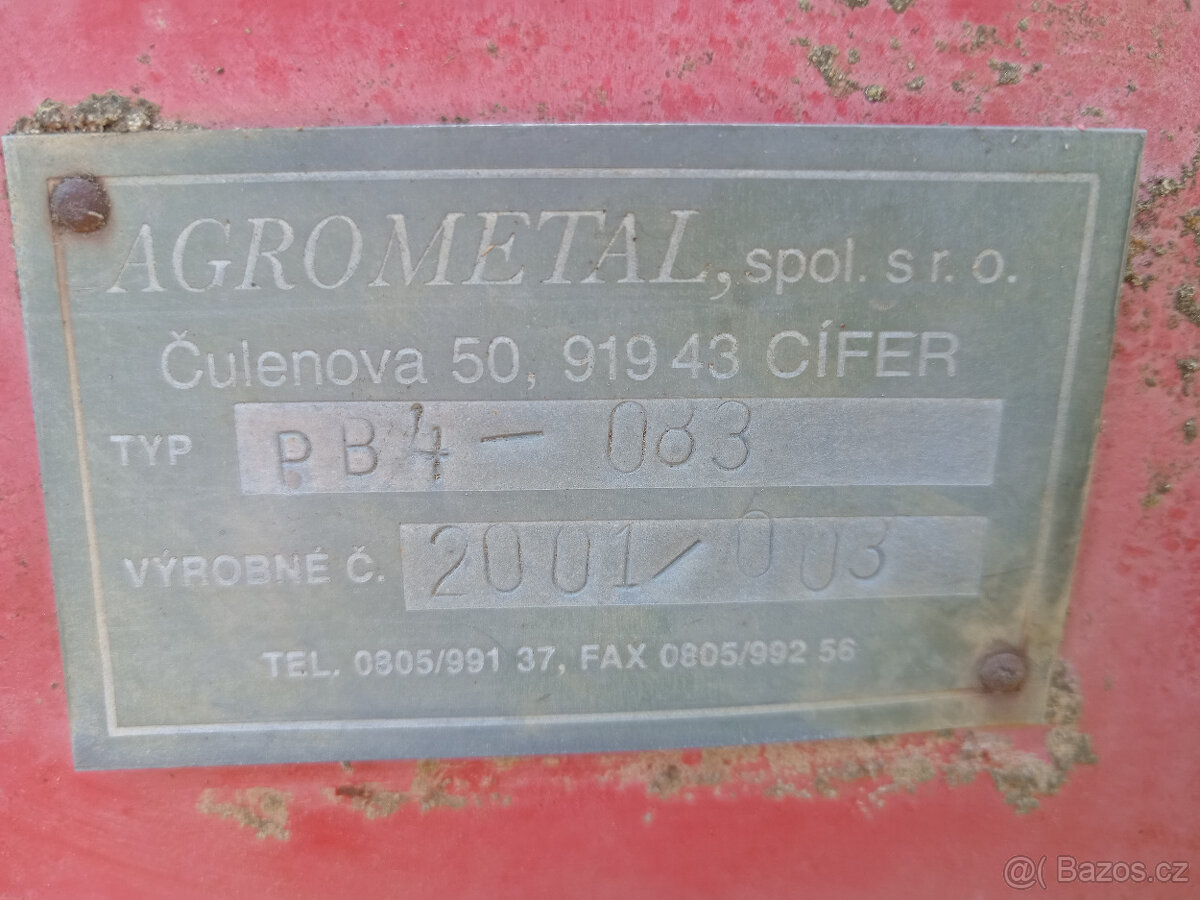 AGROMETAL, spol. s r. o.
Čulenova 50, 919 43 CÍFER
TYP PB4 - 083
VÝROBNÉ Č. 2001/003
TEL. 0805/991 37, FAX 0805/992 56
@( Bazos.cz